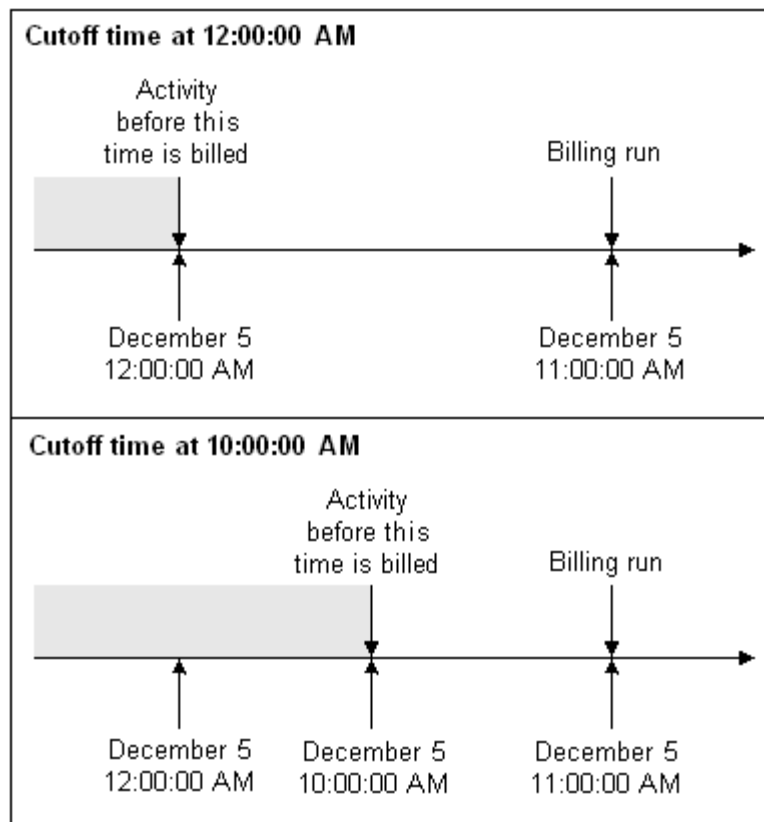 Cutoff time at 12:00:00 AM
Activity
before this
time is billed
Billing run
December 5
12:00:00 AM
December 5
11:00:00 AM
Cutoff time at 10:00:00 AM
Activity
before this
time is billed
Billing run
December 5
12:00:00 AM
December 5
10:00:00 AM
December 5
11:00:00 AM